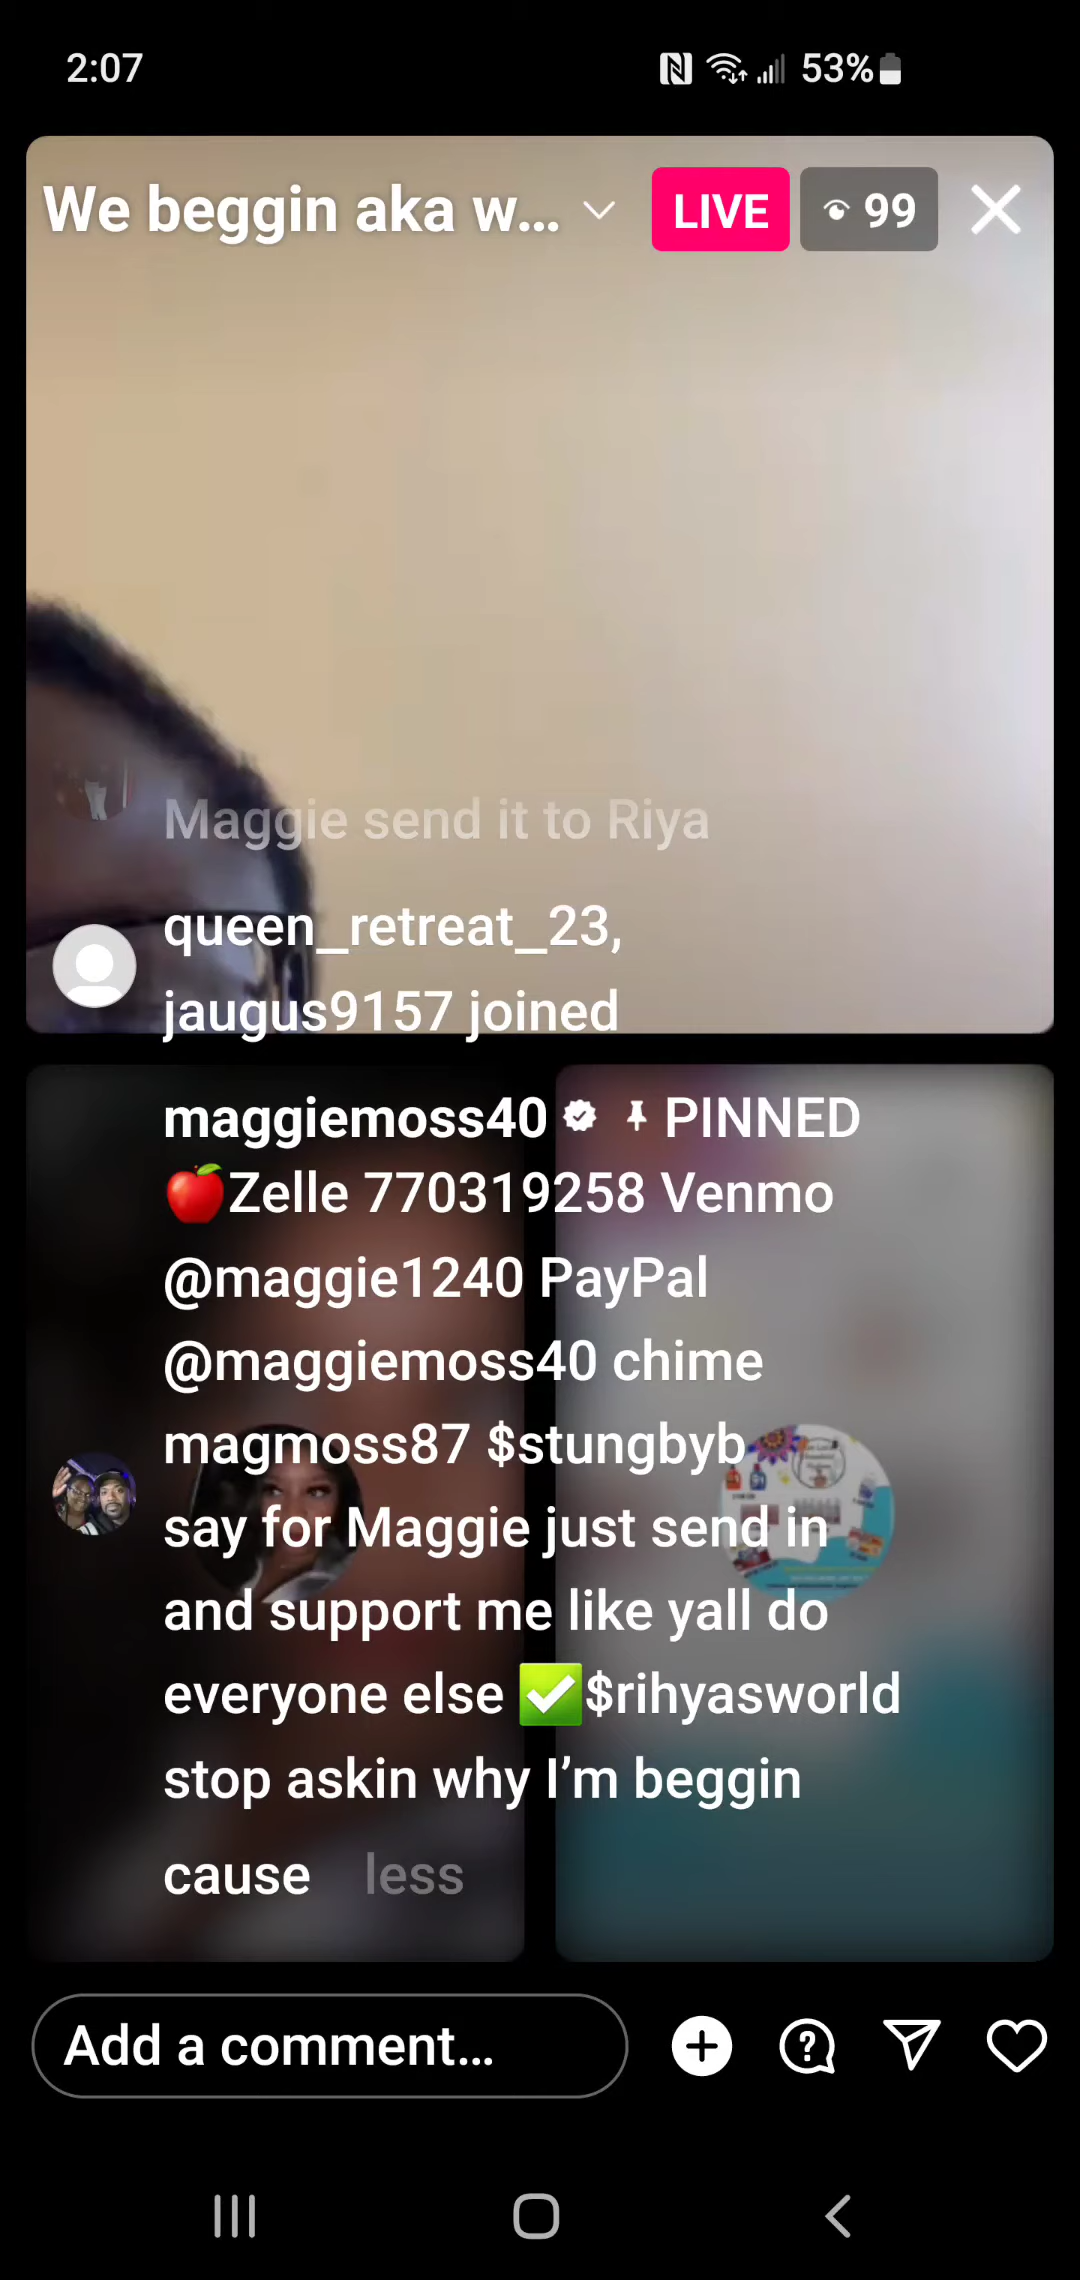 2:07
53%
We beggin aka w...
LIVE
99
Maggie send it to Riya
queen_retreat_23,
jaugus9157 joined
maggiemoss40 PINNED
🍎Zelle 770319258 Venmo
@maggie1240 PayPal
@maggiemoss40 chime
magmoss87 $stungbyb
say for Maggie just send in
and support me like yall do
everyone else ✅$rihyasworld
stop askin why I’m beggin
cause less
Add a comment...